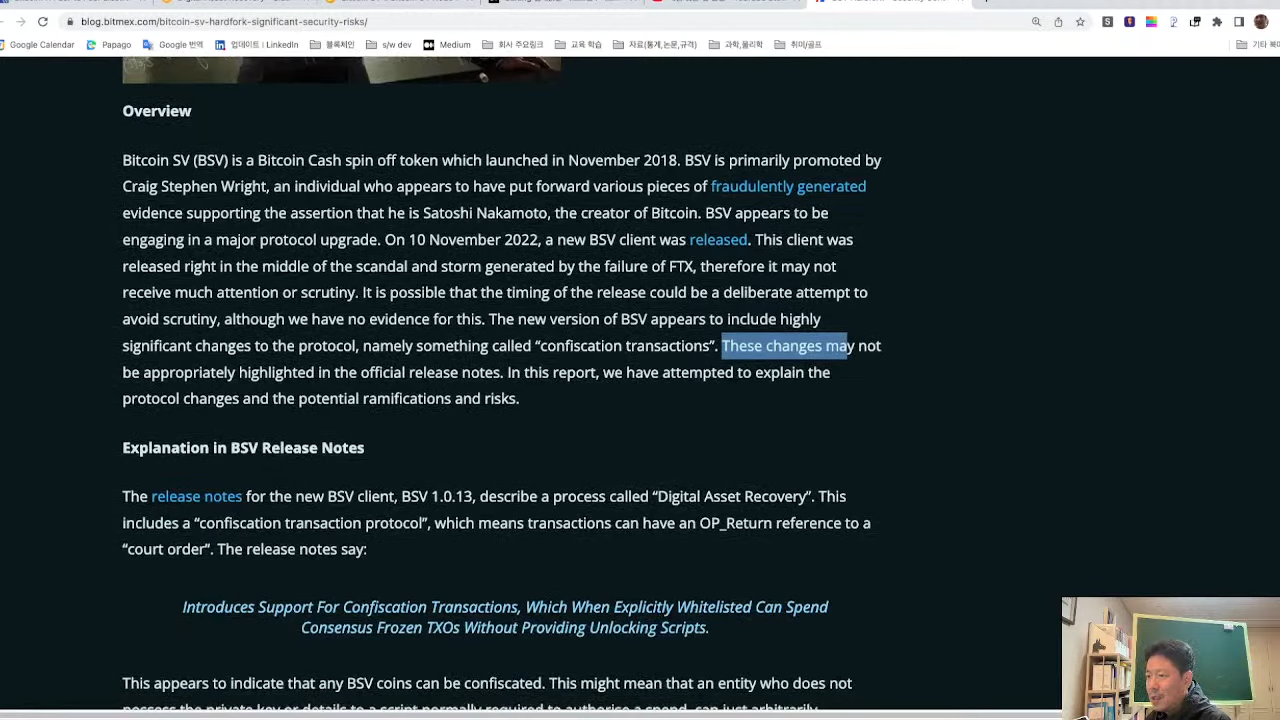 blog.bitmex.com/bitcoin-sv-hardfork-significant-security-risks/
Google Calendar
Papago
Google 번역
업데이트 | LinkedIn
블록체인
s/w dev
Medium
회사 주요링크
교육 학습
자료(통계,논문,규격)
과학,물리학
취미/골프
Overview
Bitcoin SV (BSV) is a Bitcoin Cash spin off token which launched in November 2018. BSV is primarily promoted by
Craig Stephen Wright, an individual who appears to have put forward various pieces of fraudulently generated
evidence supporting the assertion that he is Satoshi Nakamoto, the creator of Bitcoin. BSV appears to be
engaging in a major protocol upgrade. On 10 November 2022, a new BSV client was released. This client was
released right in the middle of the scandal and storm generated by the failure of FTX, therefore it may not
receive much attention or scrutiny. It is possible that the timing of the release could be a deliberate attempt to
avoid scrutiny, although we have no evidence for this. The new version of BSV appears to include highly
significant changes to the protocol, namely something called “confiscation transactions”. These changes may not
be appropriately highlighted in the official release notes. In this report, we have attempted to explain the
protocol changes and the potential ramifications and risks.
Explanation in BSV Release Notes
The release notes for the new BSV client, BSV 1.0.13, describe a process called “Digital Asset Recovery”. This
includes a “confiscation transaction protocol”, which means transactions can have an OP_Return reference to a
“court order”. The release notes say:
Introduces Support For Confiscation Transactions, Which When Explicitly Whitelisted Can Spend
Consensus Frozen TXOs Without Providing Unlocking Scripts.
This appears to indicate that any BSV coins can be confiscated. This might mean that an entity who does not
possess the private key or details to a script normally required to authorise a spend, can just arbitrarily